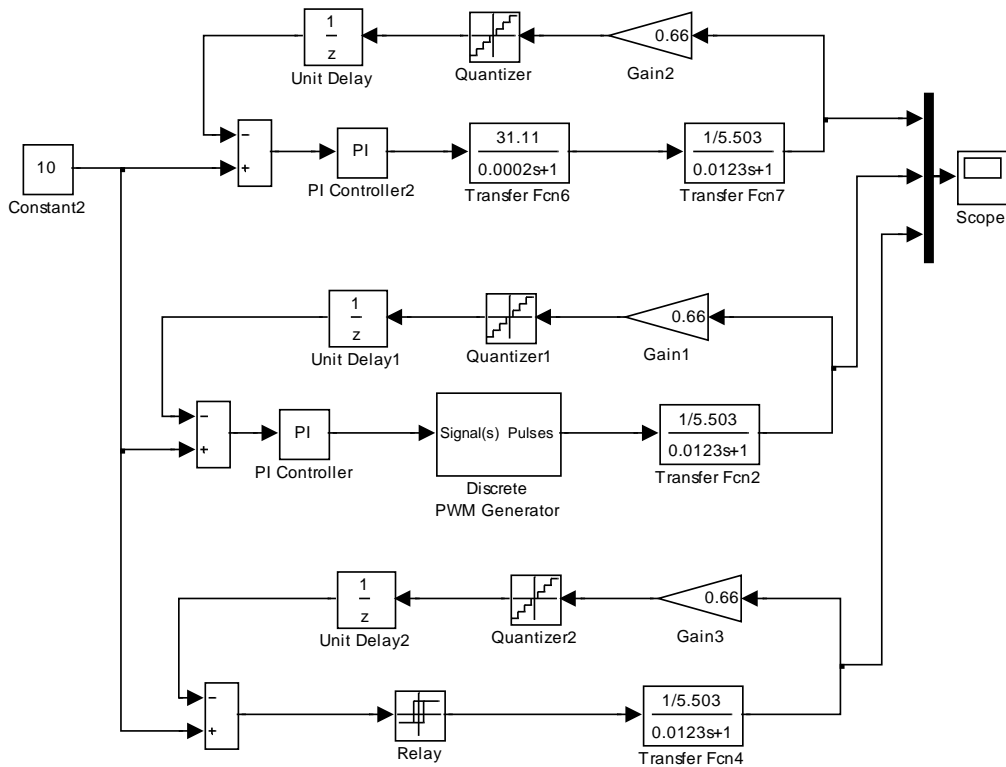 1
z
Unit Delay
Quantizer
0.66
Gain2
−
+
10
Constant2
PI
PI Controller2
31.11
0.0002s+1
Transfer Fcn6
1/5.503
0.0123s+1
Transfer Fcn7
Scope
1
z
Unit Delay1
Quantizer1
0.66
Gain1
−
+
PI
PI Controller
Signal(s) Pulses
Discrete
PWM Generator
1/5.503
0.0123s+1
Transfer Fcn2
1
z
Unit Delay2
Quantizer2
0.66
Gain3
−
+
Relay
1/5.503
0.0123s+1
Transfer Fcn4